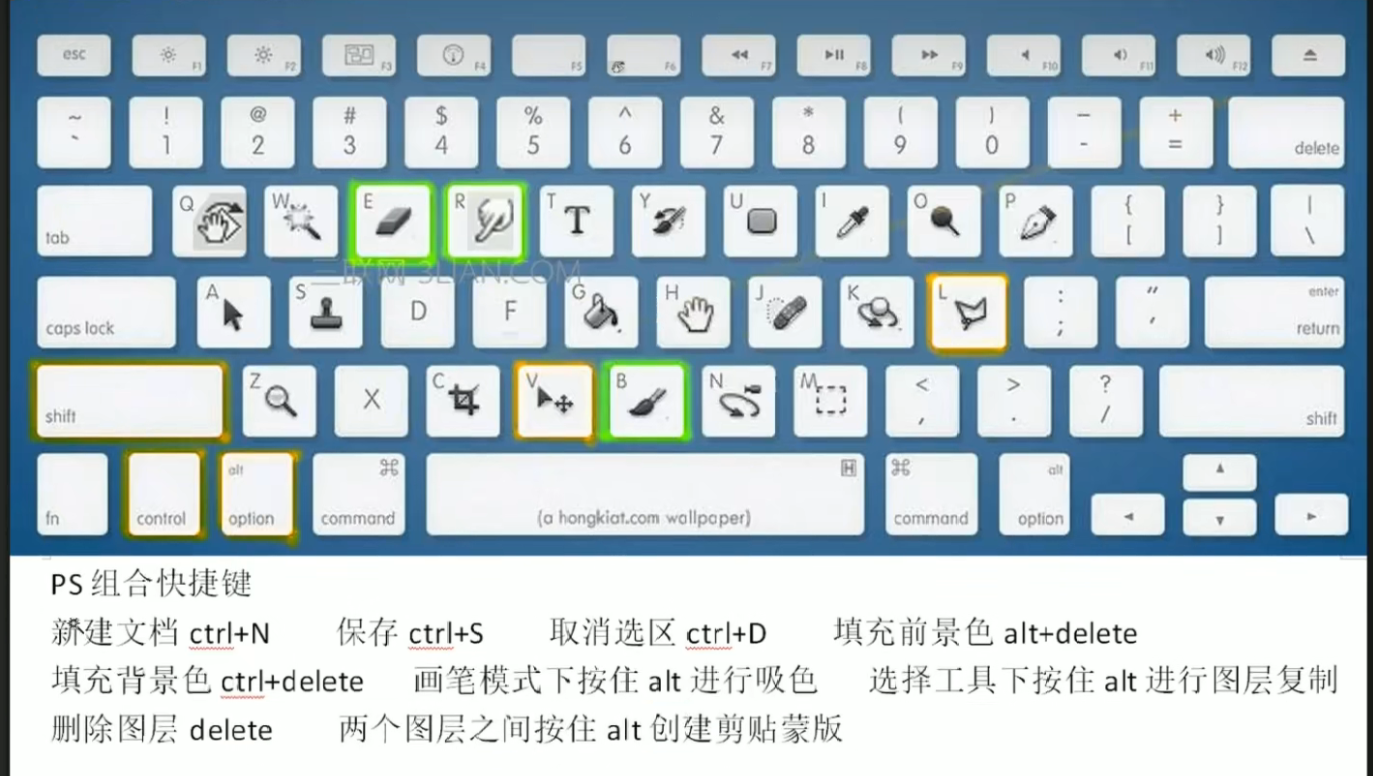 esc F1 F2 F3 F4 F5 F6 F7 F8 F9 F10 F11 F12
~ ! @ # $ % ^ & * ( ) — +
` 1 2 3 4 5 6 7 8 9 0 - = delete
tab Q W E R T Y U I O P { [ } ] | \
三联网 3LIAN.COM
caps lock A S D F G H J K L : ; " ' enter return
shift Z X C V B N M < , > . ? / shift
fn control alt option ⌘ command H (a hongkiat.com wallpaper) ⌘ command alt option
PS 组合快捷键
新建文档 ctrl+N 保存 ctrl+S 取消选区 ctrl+D 填充前景色 alt+delete
填充背景色 ctrl+delete 画笔模式下按住 alt 进行吸色 选择工具下按住 alt 进行图层复制
删除图层 delete 两个图层之间按住 alt 创建剪贴蒙版